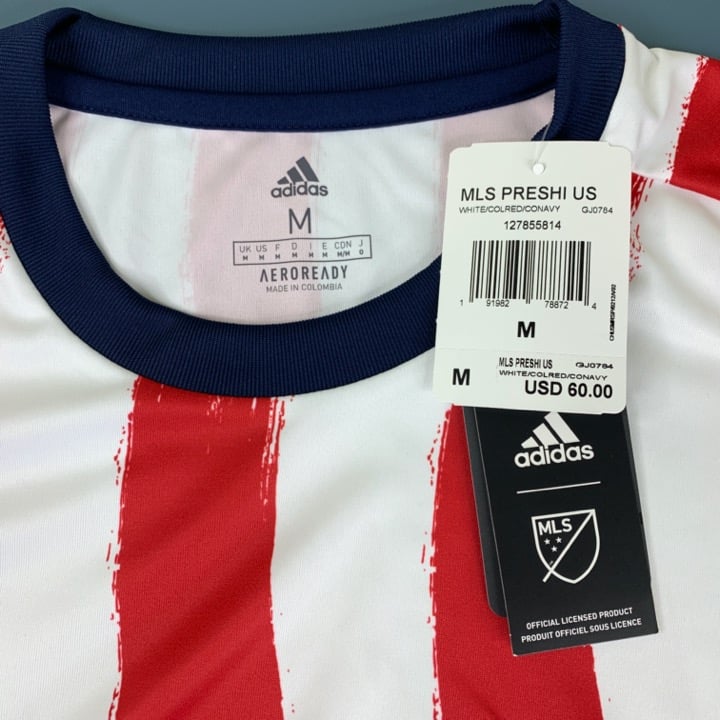 adidas
M
UK US F D I E CDN J
M M M M M M M/M O
AEROREADY
MADE IN COLOMBIA
MLS PRESHI US
WHITE/COLRED/CONAVY GJ0784
127855814
1 91982 78872 4
M
MLS PRESHI US GJ0784
WHITE/COLRED/CONAVY
M USD 60.00
adidas
MLS
OFFICIAL LICENSED PRODUCT
PRODUIT OFFICIEL SOUS LICENCE